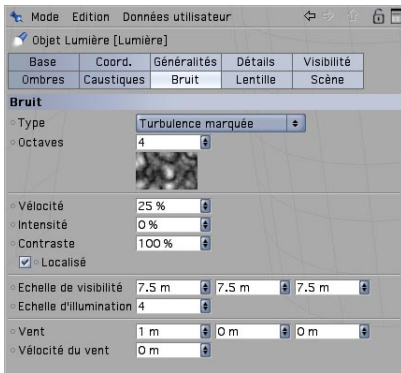 Mode Edition Données utilisateur
Objet Lumière [Lumière]
Base Coord. Généralités Détails Visibilité
Ombres Caustiques Bruit Lentille Scène
Bruit
Type Turbulence marquée
Octaves 4
Vélocité 25 %
Intensité 0 %
Contraste 100 %
Localisé
Echelle de visibilité 7.5 m 7.5 m 7.5 m
Echelle d'illumination 4
Vent 1 m 0 m 0 m
Vélocité du vent 0 m